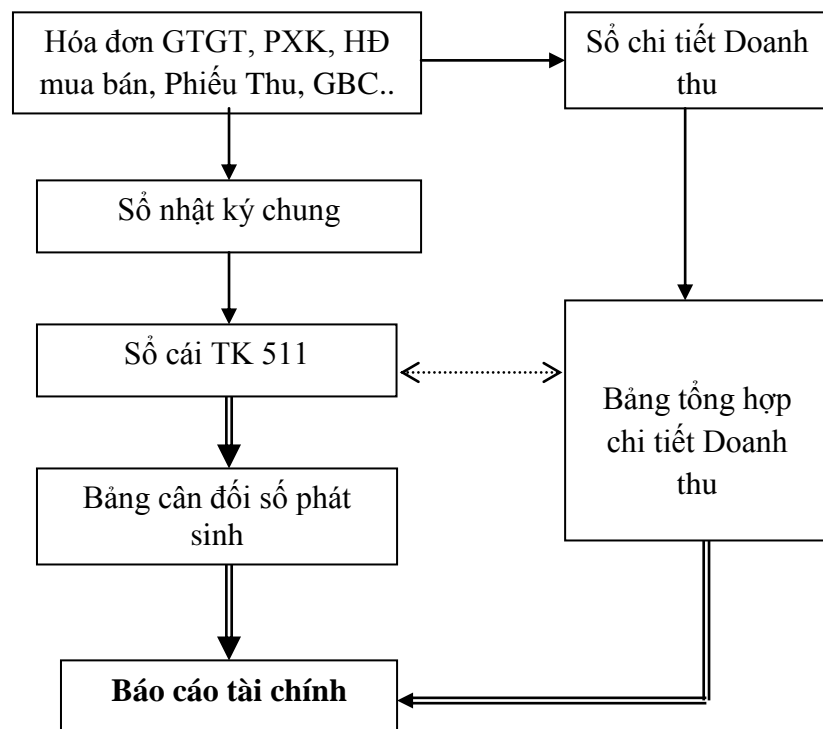 Hóa đơn GTGT, PXK, HĐ
mua bán, Phiếu Thu, GBC..
Sổ chi tiết Doanh
thu
Sổ nhật ký chung
Sổ cái TK 511
Bảng tổng hợp
chi tiết Doanh
thu
Bảng cân đối số phát
sinh
Báo cáo tài chính